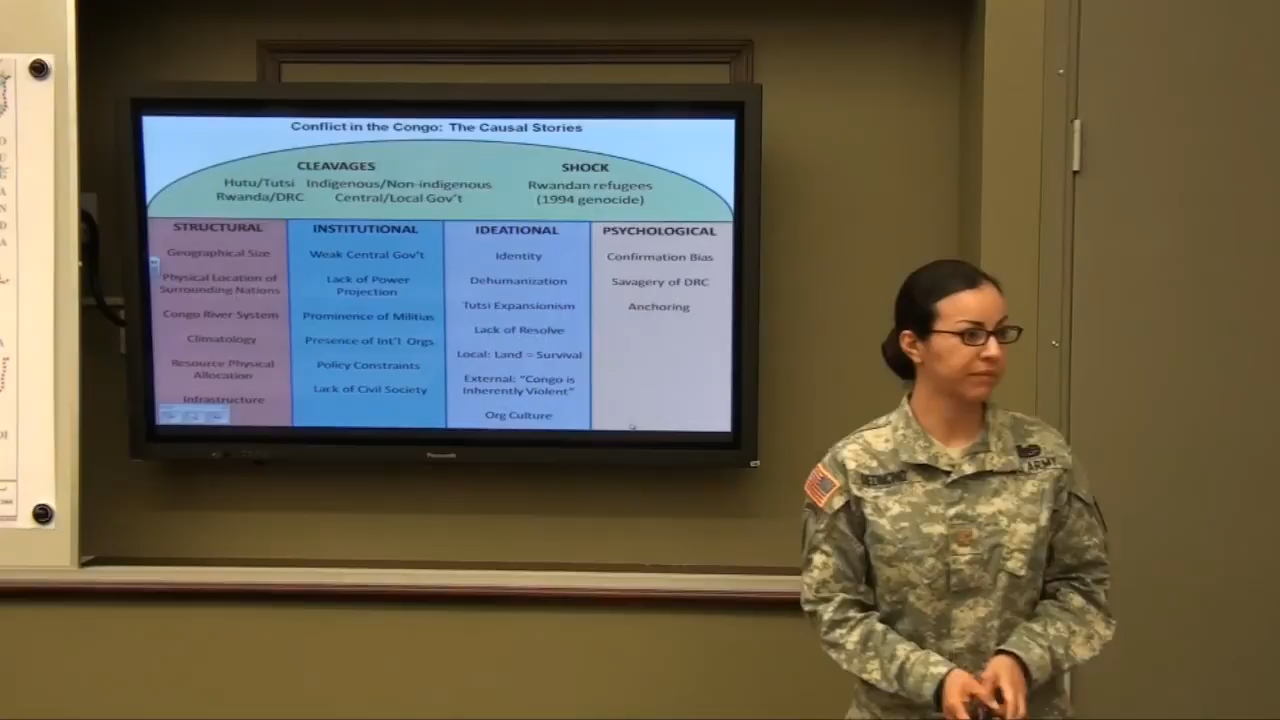 Conflict in the Congo: The Causal Stories
CLEAVAGES
Hutu/Tutsi Indigenous/Non-indigenous
Rwanda/DRC Central/Local Gov't
SHOCK
Rwandan refugees
(1994 genocide)
STRUCTURAL
Geographical Size
Physical Location of
Surrounding Nations
Congo River System
Climatology
Resource Physical
Allocation
Infrastructure
INSTITUTIONAL
Weak Central Gov't
Lack of Power
Projection
Prominence of Militias
Presence of Int'l Orgs
Policy Constraints
Lack of Civil Society
IDEATIONAL
Identity
Dehumanization
Tutsi Expansionism
Lack of Resolve
Local: Land = Survival
External: "Congo is
Inherently Violent"
Org Culture
PSYCHOLOGICAL
Confirmation Bias
Savagery of DRC
Anchoring
Panasonic
ARMY